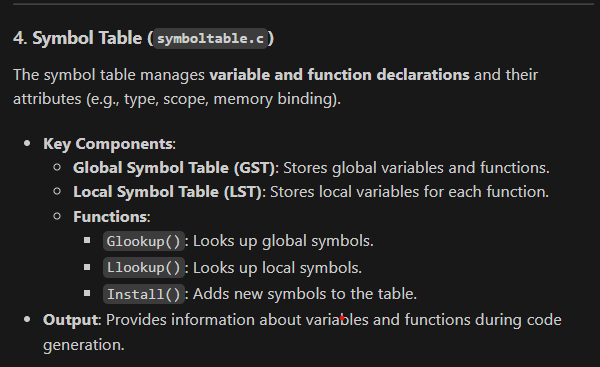 4. Symbol Table (symboltable.c)
The symbol table manages variable and function declarations and their
attributes (e.g., type, scope, memory binding).
Key Components:
Global Symbol Table (GST): Stores global variables and functions.
Local Symbol Table (LST): Stores local variables for each function.
Functions:
Glookup(): Looks up global symbols.
Llookup(): Looks up local symbols.
Install(): Adds new symbols to the table.
Output: Provides information about variables and functions during code
generation.